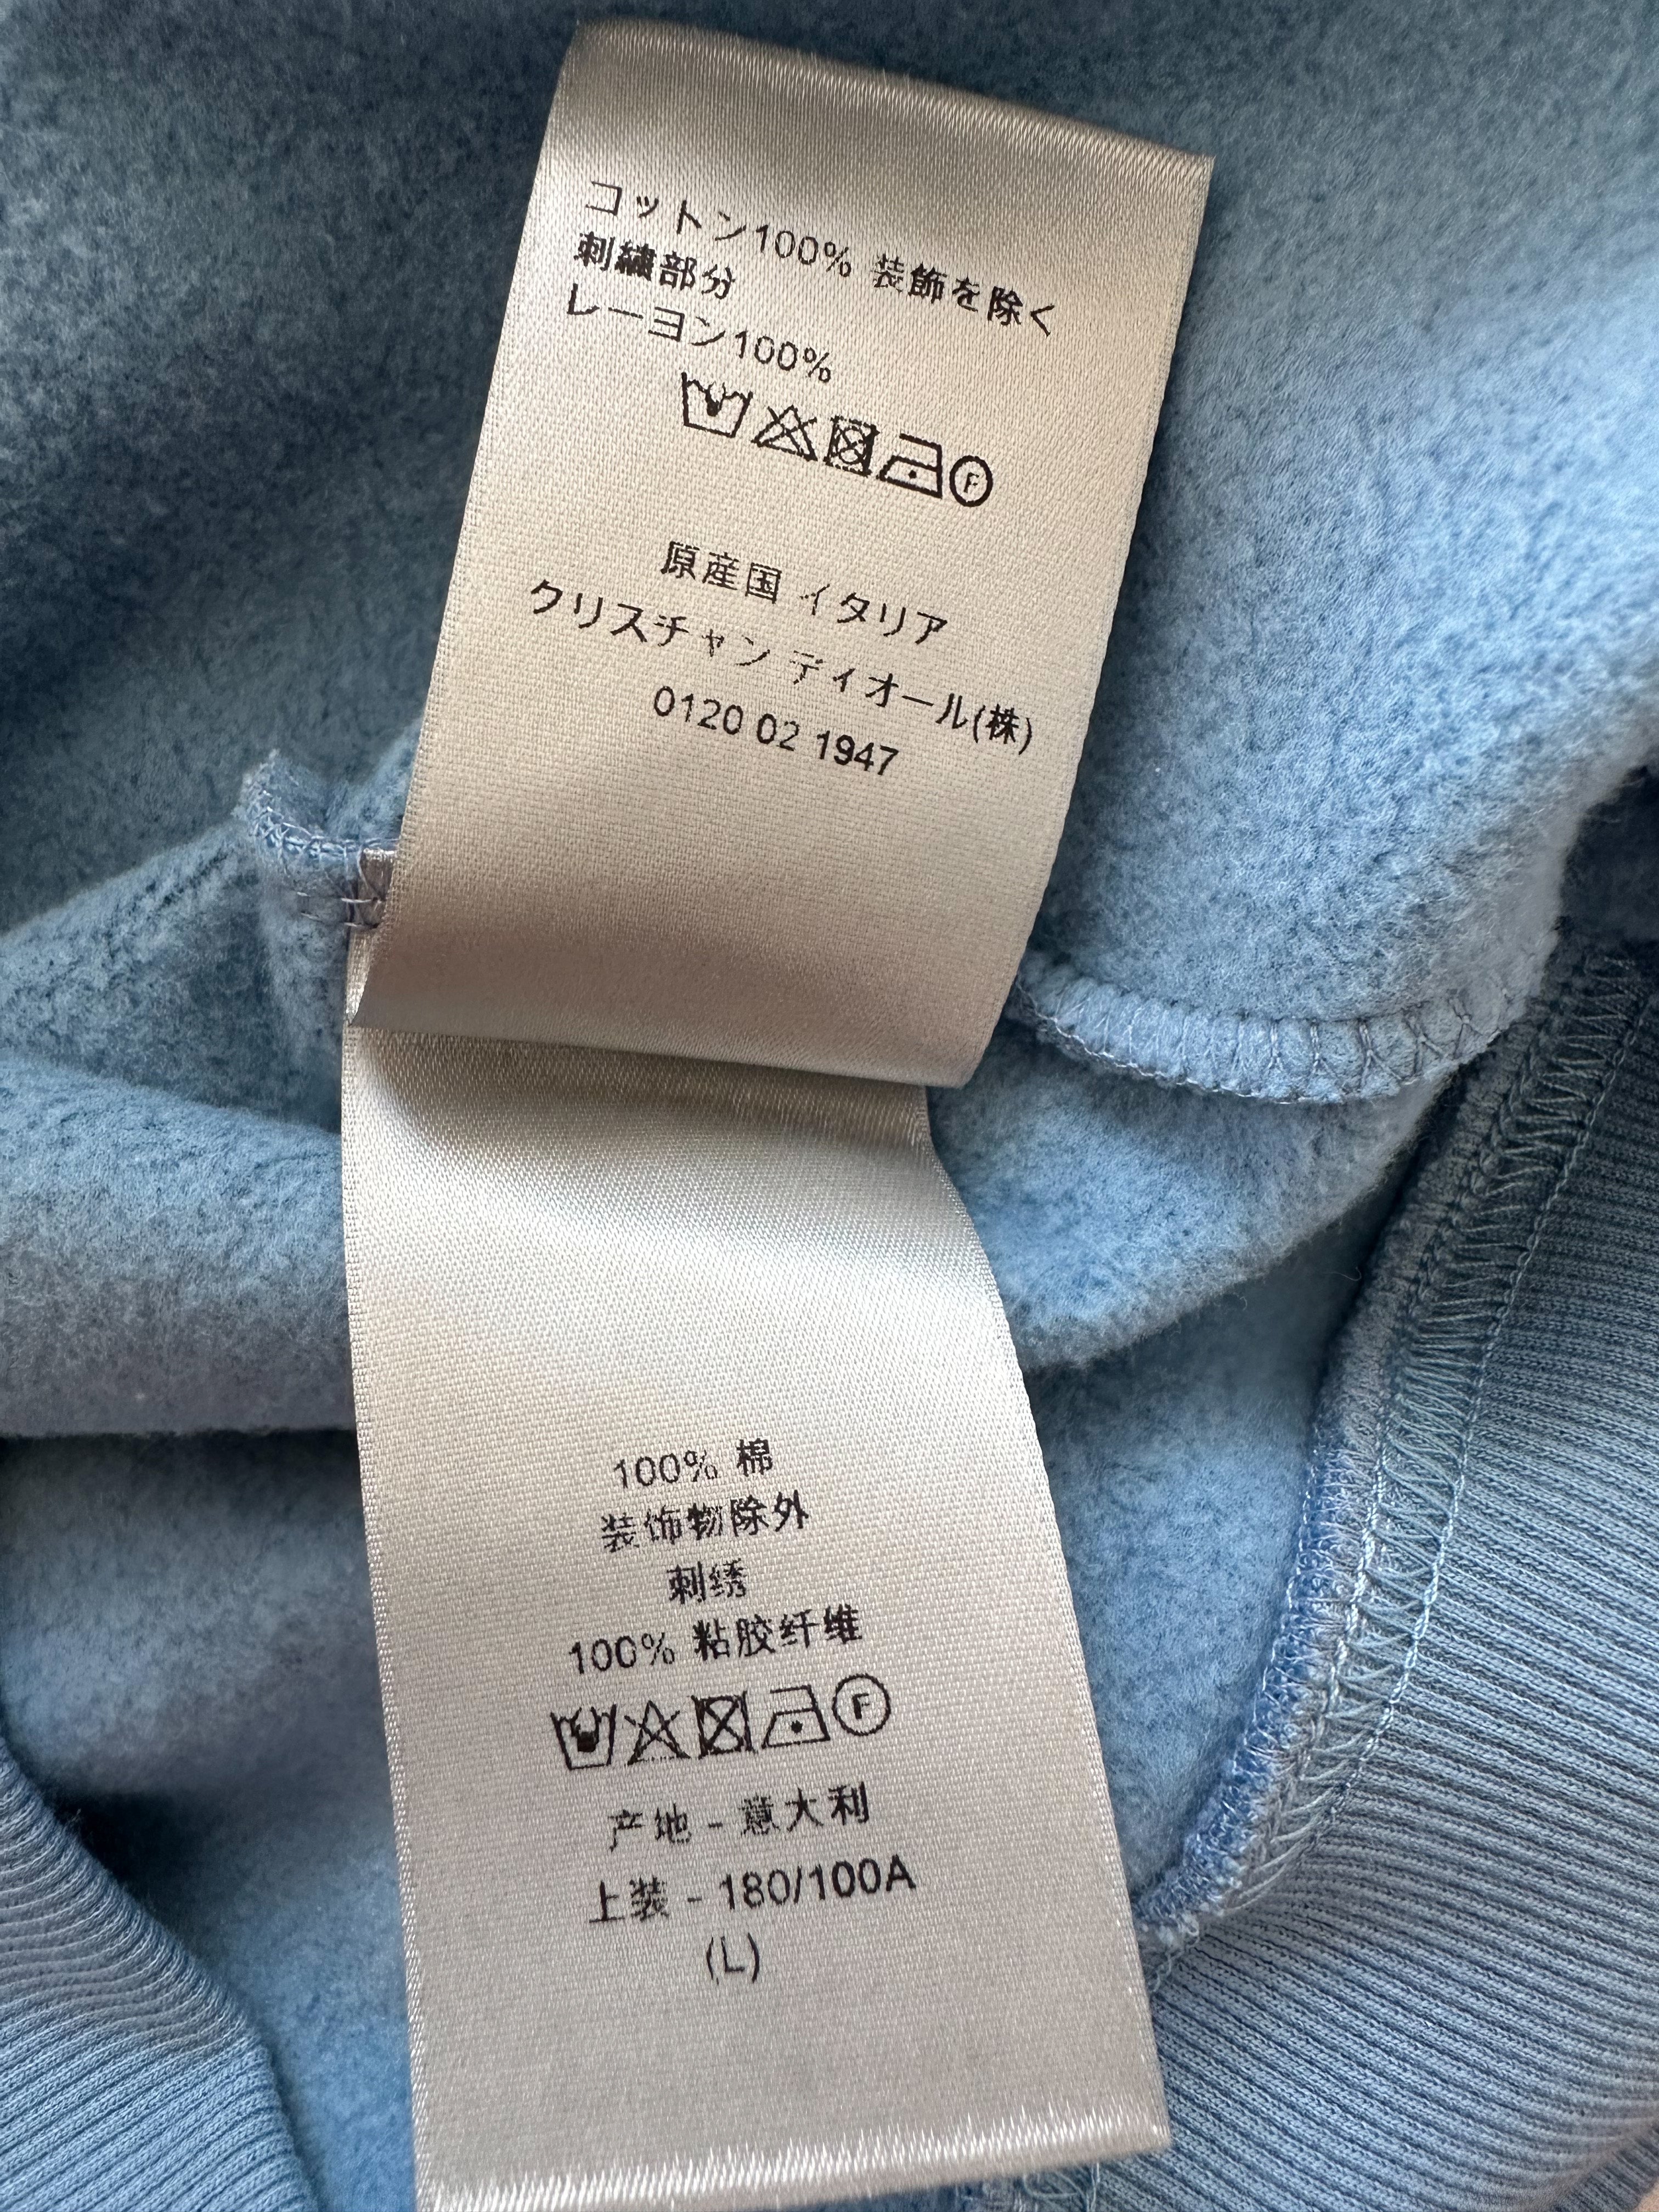 コットン100% 装飾を除く
刺繍部分
レーヨン100%
F
原産国 イタリア
クリスチャン ディオール(株)
0120 02 1947
100% 棉
装饰物除外
刺绣
100% 粘胶纤维
F
产地 - 意大利
上装 - 180/100A
(L)